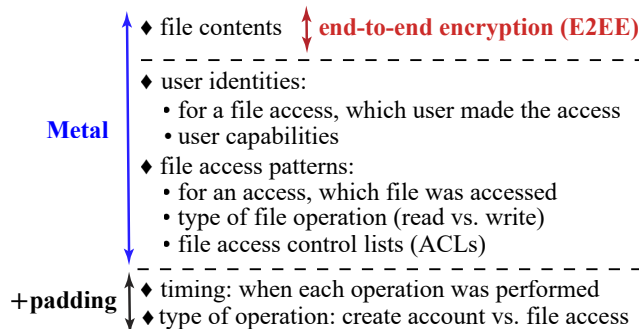 ♦ file contents end-to-end encryption (E2EE)
♦ user identities:
• for a file access, which user made the access
• user capabilities
Metal
♦ file access patterns:
• for an access, which file was accessed
• type of file operation (read vs. write)
• file access control lists (ACLs)
+padding
♦ timing: when each operation was performed
♦ type of operation: create account vs. file access